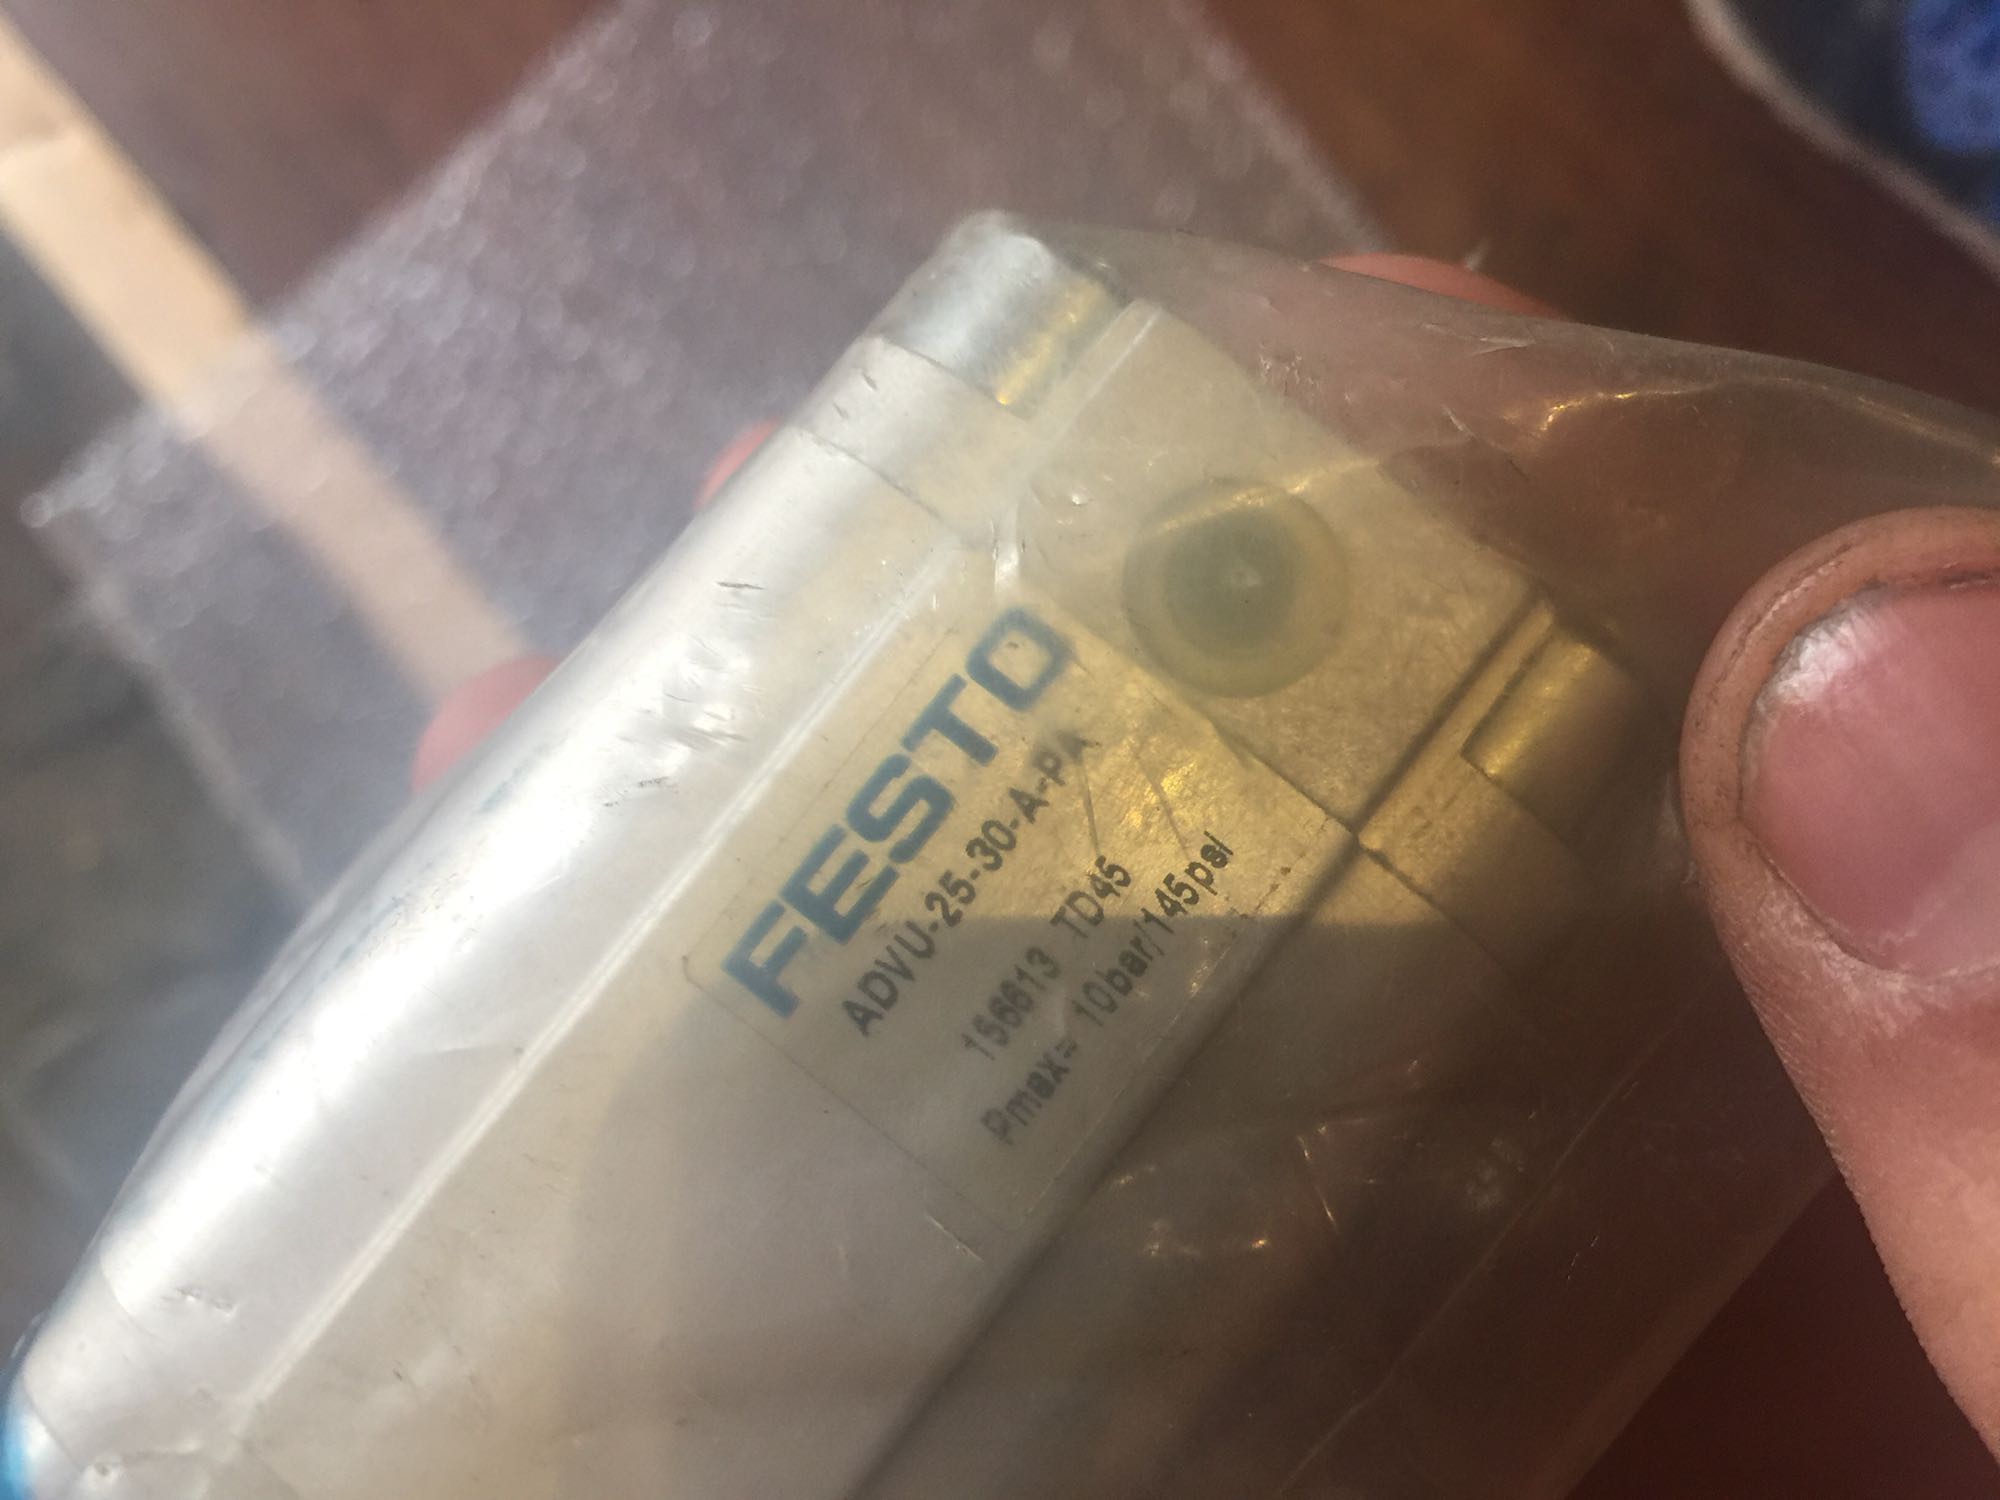 FESTO
ADVU-25-30-A-PA
156613 TD45
Pmax= 10bar/145psi